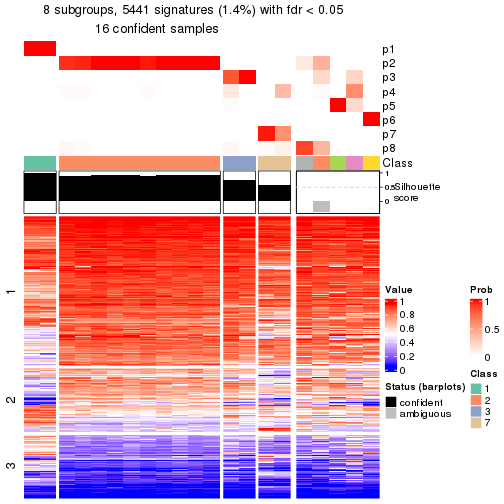 8 subgroups, 5441 signatures (1.4%) with fdr < 0.05
16 confident samples
p1
p2
p3
p4
p5
p6
p7
p8
Class
1
0.5
0
Silhouette
score
1
2
3
Value
1
0.8
0.6
0.4
0.2
0
Status (barplots)
confident
ambiguous
Prob
1
0.5
0
Class
1
2
3
7